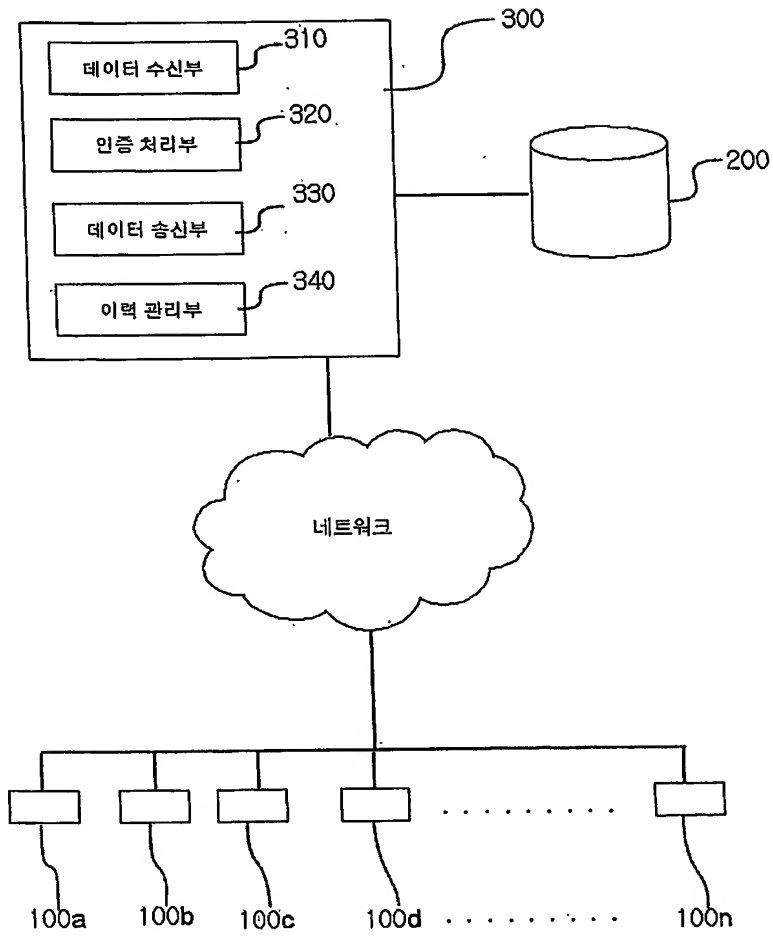 310
300
데이터 수신부
320
인증 처리부
200
330
데이터 송신부
340
이력 관리부
네트워크
100a 100b 100c 100d . . . . . . . . . 100n